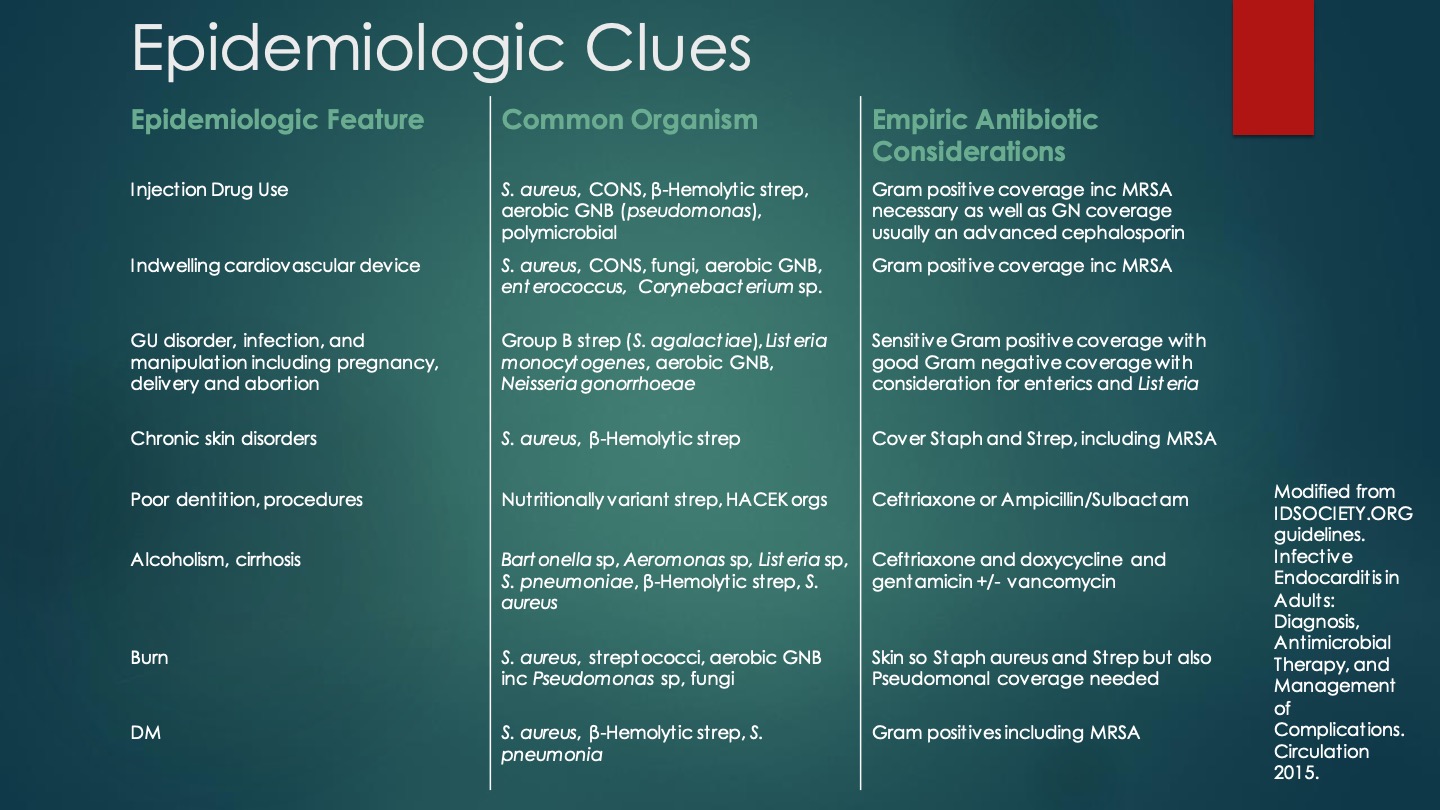 Epidemiologic Clues
Epidemiologic Feature
Common Organism
Empiric Antibiotic
Considerations
Injection Drug Use
S. aureus, CONS, β-Hemolytic strep,
aerobic GNB (pseudomonas),
polymicrobial
Gram positive coverage inc MRSA
necessary as well as GN coverage
usually an advanced cephalosporin
Indwelling cardiovascular device
S. aureus, CONS, fungi, aerobic GNB,
enterococcus, Corynebacterium sp.
Gram positive coverage inc MRSA
GU disorder, infection, and
manipulation including pregnancy,
delivery and abortion
Group B strep (S. agalactiae), Listeria
monocytogenes, aerobic GNB,
Neisseria gonorrhoeae
Sensitive Gram positive coverage with
good Gram negative coverage with
consideration for enterics and Listeria
Chronic skin disorders
S. aureus, β-Hemolytic strep
Cover Staph and Strep, including MRSA
Poor dentition, procedures
Nutritionally variant strep, HACEK orgs
Ceftriaxone or Ampicillin/Sulbactam
Alcoholism, cirrhosis
Bartonella sp, Aeromonas sp, Listeria sp,
S. pneumoniae, β-Hemolytic strep, S.
aureus
Ceftriaxone and doxycycline and
gentamicin +/- vancomycin
Burn
S. aureus, streptococci, aerobic GNB
inc Pseudomonas sp, fungi
Skin so Staph aureus and Strep but also
Pseudomonal coverage needed
DM
S. aureus, β-Hemolytic strep, S.
pneumonia
Gram positives including MRSA
Modified from
IDSOCIETY.ORG
guidelines.
Infective
Endocarditis in
Adults:
Diagnosis,
Antimicrobial
Therapy, and
Management
of
Complications.
Circulation
2015.